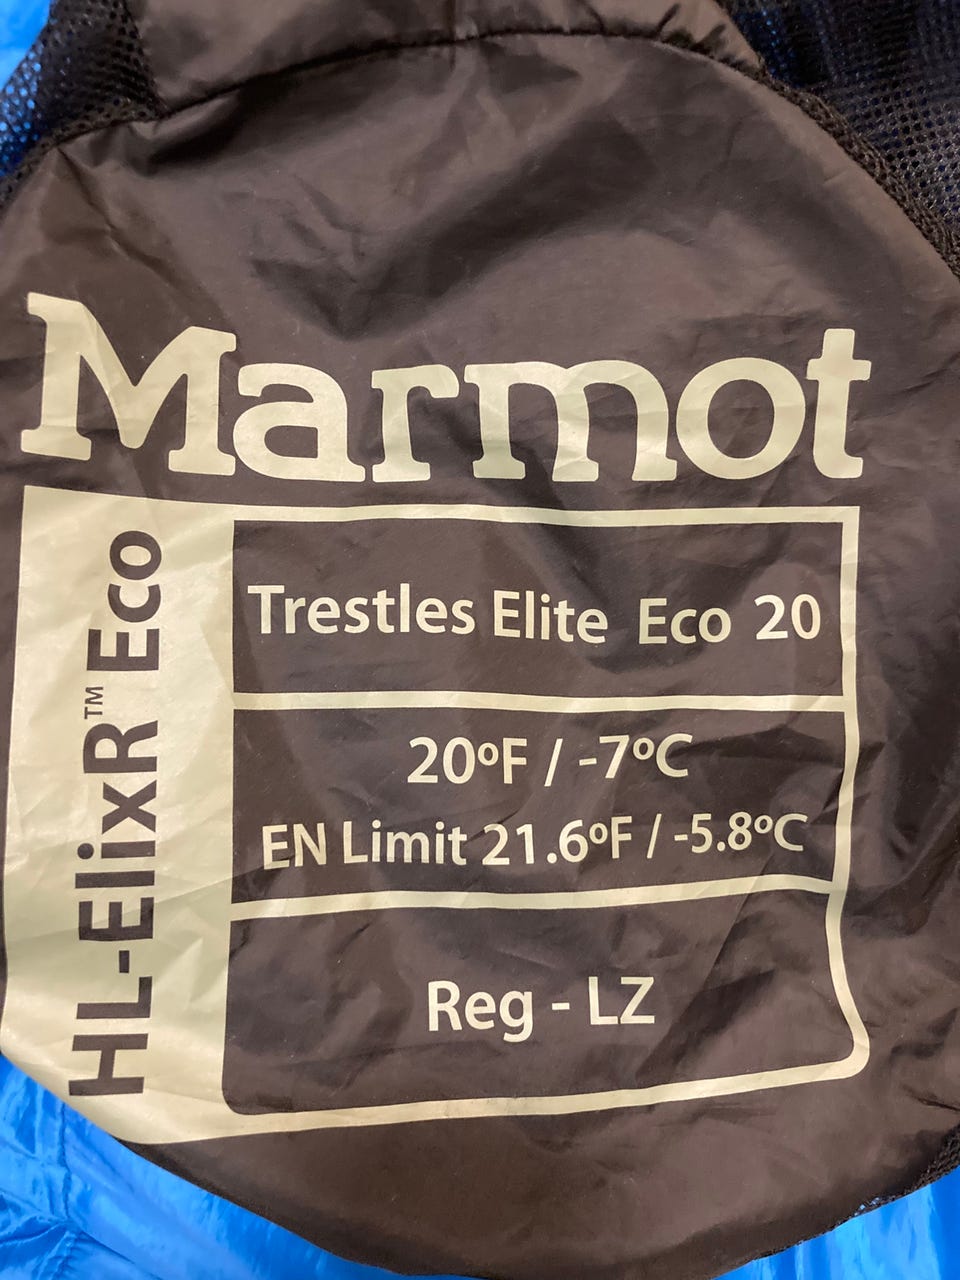 Marmot
HL-ElixR™ Eco
Trestles Elite Eco 20
20ºF / -7ºC
EN Limit 21.6ºF / -5.8ºC
Reg - LZ